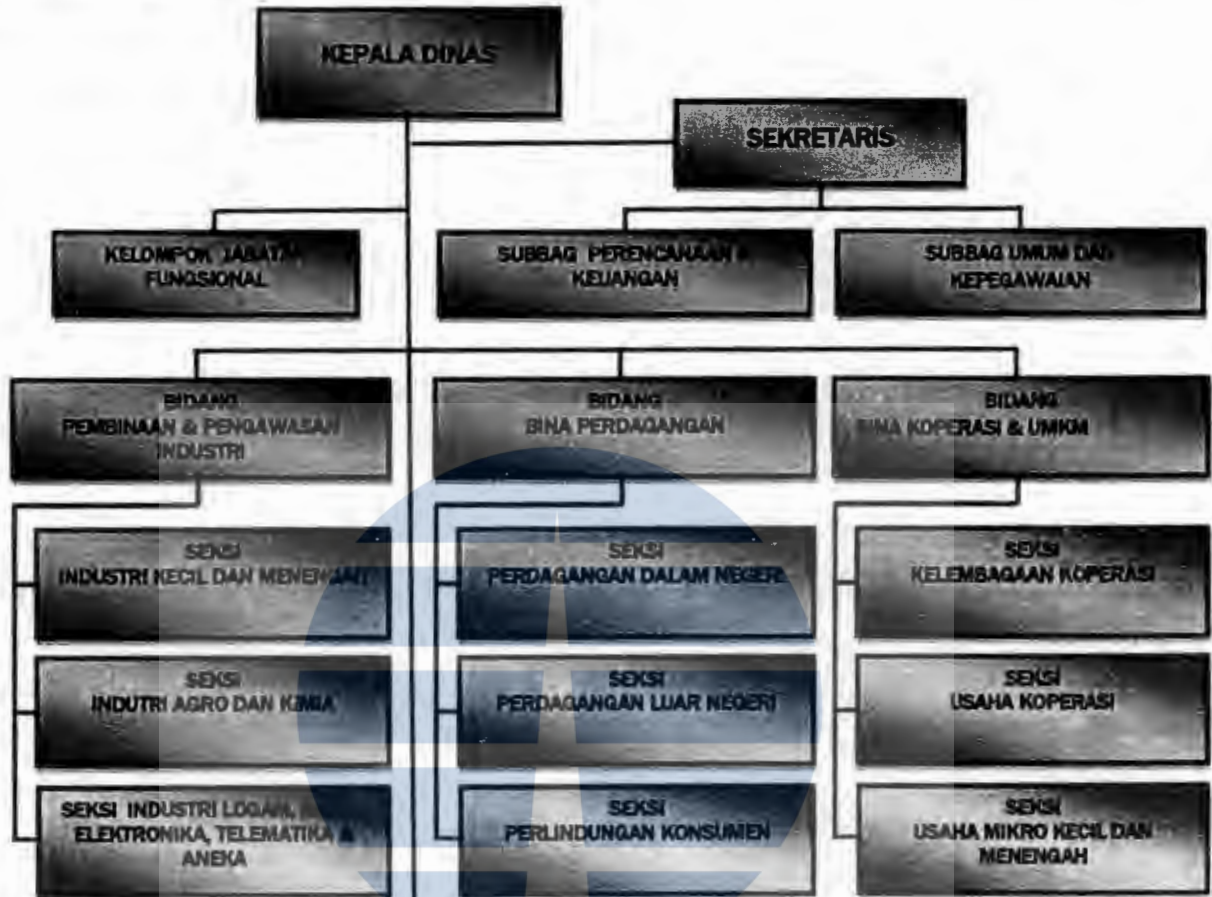 KEPALA DINAS
SEKRETARIS
KELOMPOK JABATAN
FUNGSIONAL
SUBBAG PERENCANAAN &
KEUANGAN
SUBBAG UMUM DAN
KEPEGAWAIAN
BIDANG
PEMBINAAN & PENGAWASAN
INDUSTRI
BIDANG
BINA PERDAGANGAN
BIDANG
BINA KOPERASI & UMKM
SEKSI
INDUSTRI KECIL DAN MENENGAH
SEKSI
PERDAGANGAN DALAM NEGERI
SEKSI
KELEMBAGAAN KOPERASI
SEKSI
INDUTRI AGRO DAN KIMIA
SEKSI
PERDAGANGAN LUAR NEGERI
SEKSI
USAHA KOPERASI
SEKSI INDUSTRI LOGAM,
ELEKTRONIKA, TELEMATIKA &
ANEKA
SEKSI
PERLINDUNGAN KONSUMEN
SEKSI
USAHA MIKRO KECIL DAN
MENENGAH